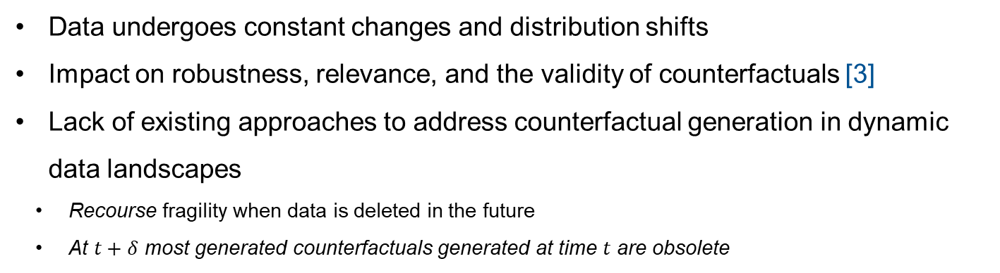 • Data undergoes constant changes and distribution shifts
• Impact on robustness, relevance, and the validity of counterfactuals [3]
• Lack of existing approaches to address counterfactual generation in dynamic
data landscapes
• Recourse fragility when data is deleted in the future
• At 𝑡 + 𝛿 most generated counterfactuals generated at time 𝑡 are obsolete